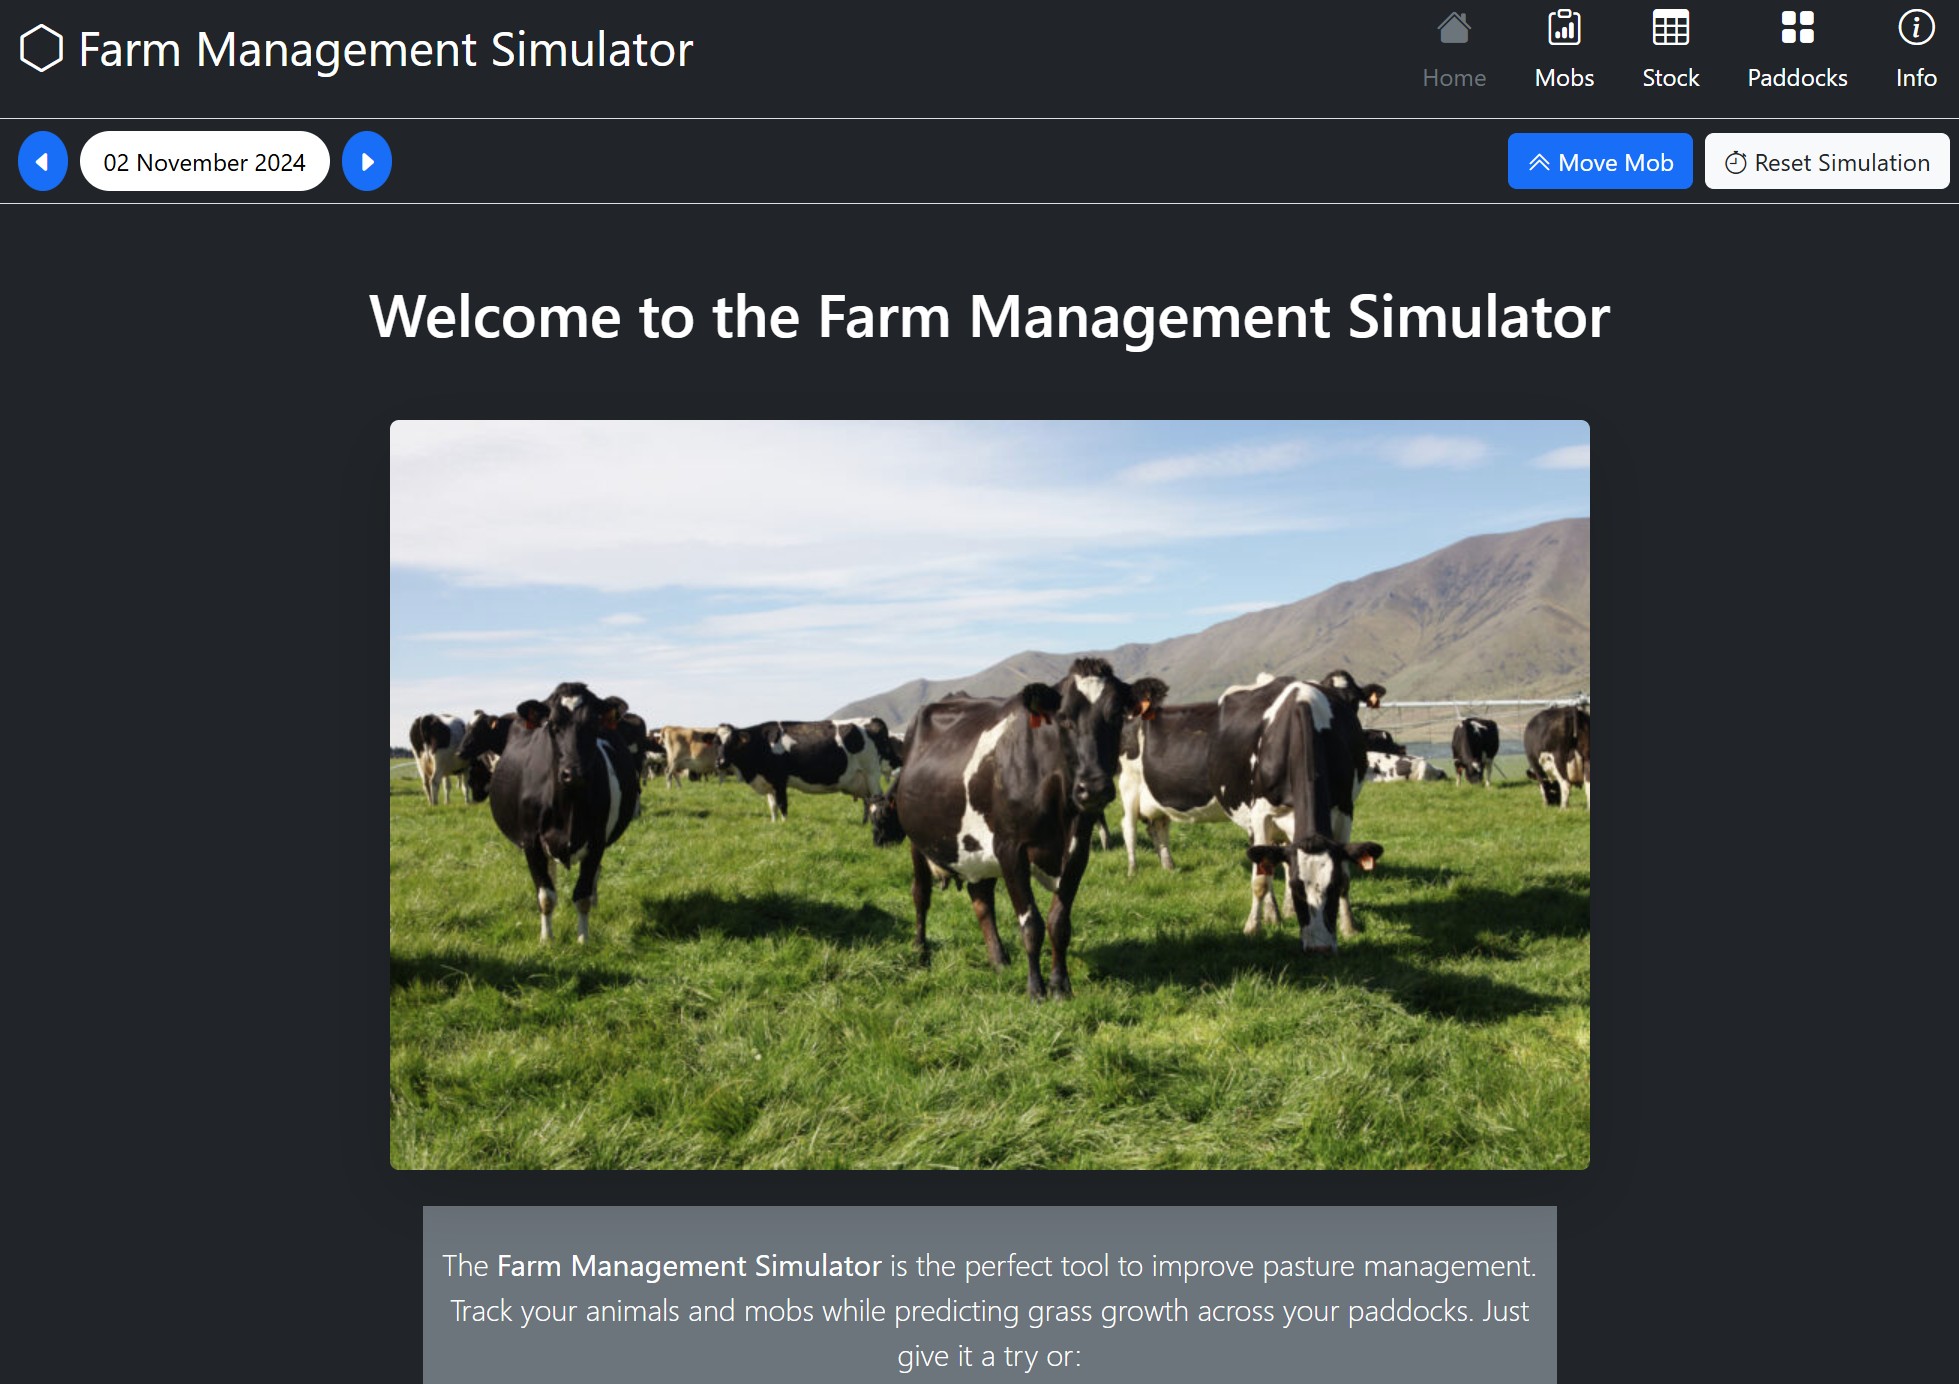 Farm Management Simulator
Home
Mobs
Stock
Paddocks
Info
02 November 2024
Move Mob
Reset Simulation
Welcome to the Farm Management Simulator
The Farm Management Simulator is the perfect tool to improve pasture management.
Track your animals and mobs while predicting grass growth across your paddocks. Just
give it a try or: